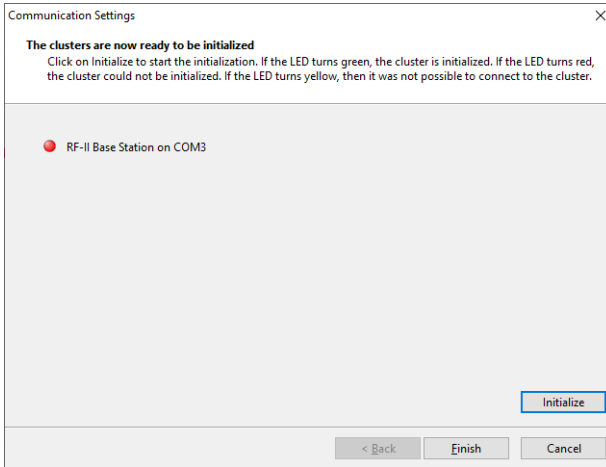 Communication Settings
The clusters are now ready to be initialized
Click on Initialize to start the initialization. If the LED turns green, the cluster is initialized. If the LED turns red,
the cluster could not be initialized. If the LED turns yellow, then it was not possible to connect to the cluster.
RF-II Base Station on COM3
Initialize
< Back
Finish
Cancel